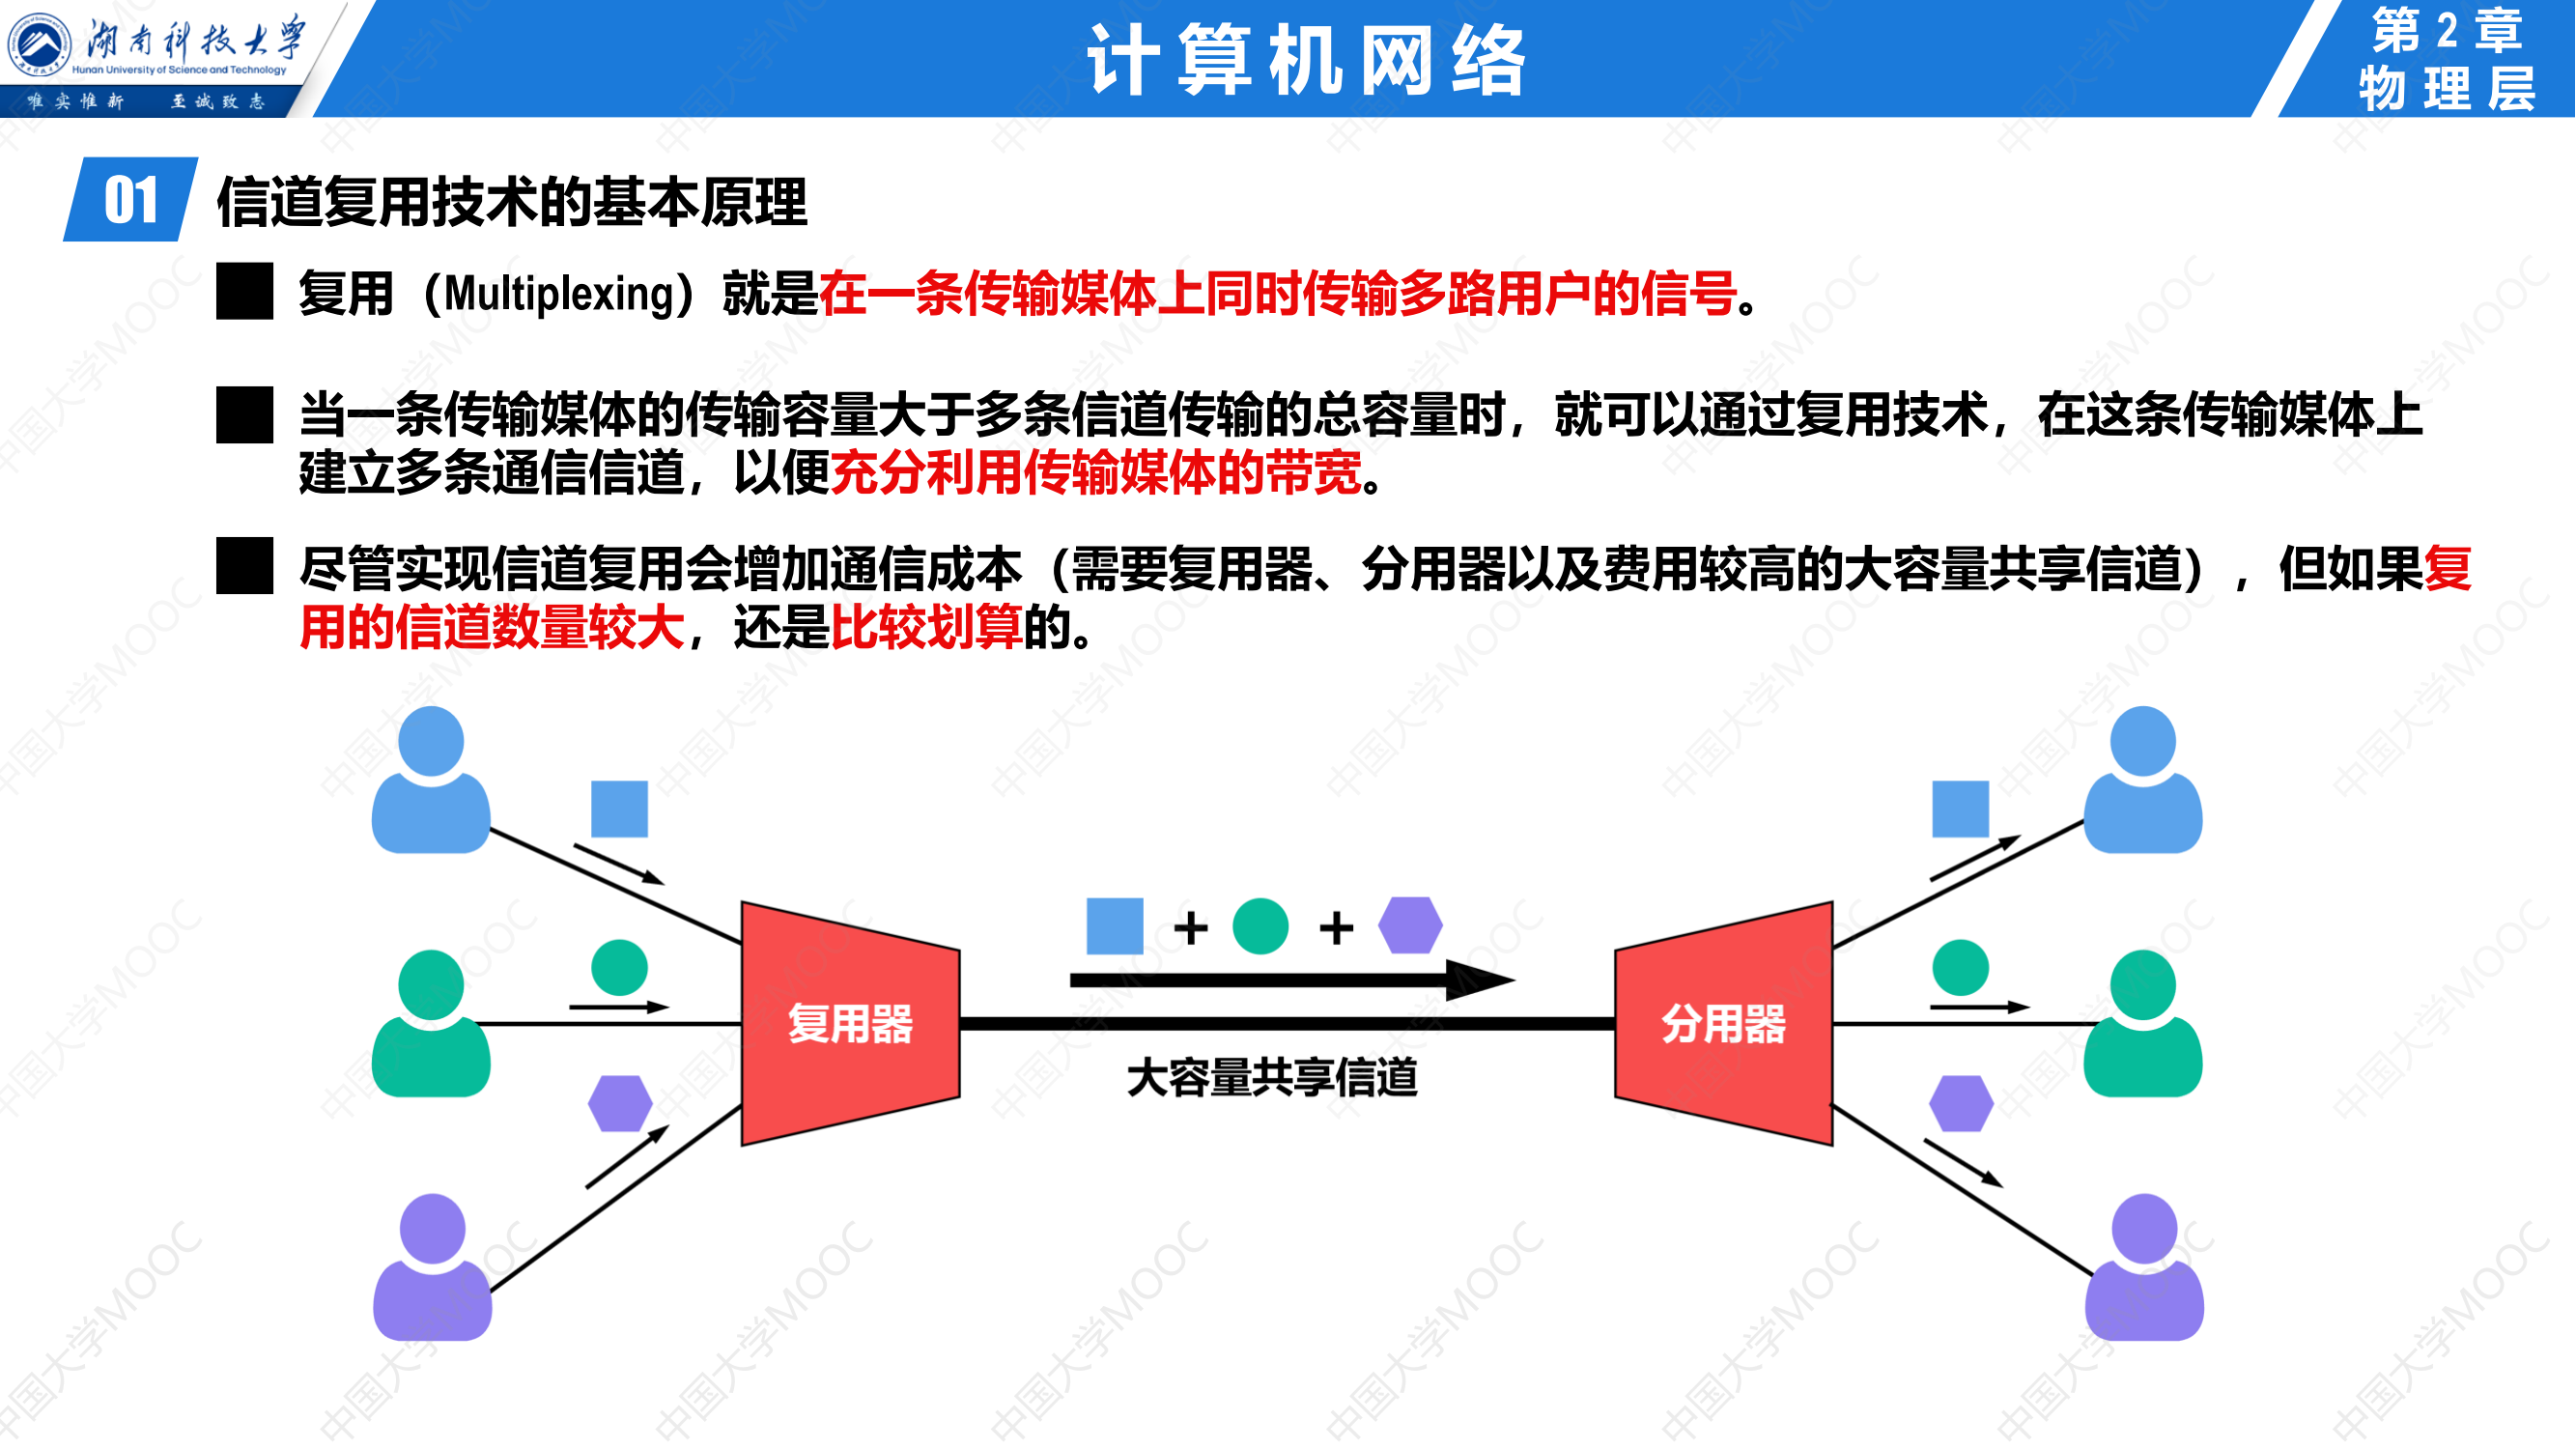 湖南科技大学
Hunan University of Science and Technology
唯实惟新 至诚致志
计算机网络
第2章
物理层
01 信道复用技术的基本原理
复用（Multiplexing）就是在一条传输媒体上同时传输多路用户的信号。
当一条传输媒体的传输容量大于多条信道传输的总容量时，就可以通过复用技术，在这条传输媒体上
建立多条通信信道，以便充分利用传输媒体的带宽。
尽管实现信道复用会增加通信成本（需要复用器、分用器以及费用较高的大容量共享信道），但如果复
用的信道数量较大，还是比较划算的。
+ +
复用器
分用器
大容量共享信道
中国大学MOOC